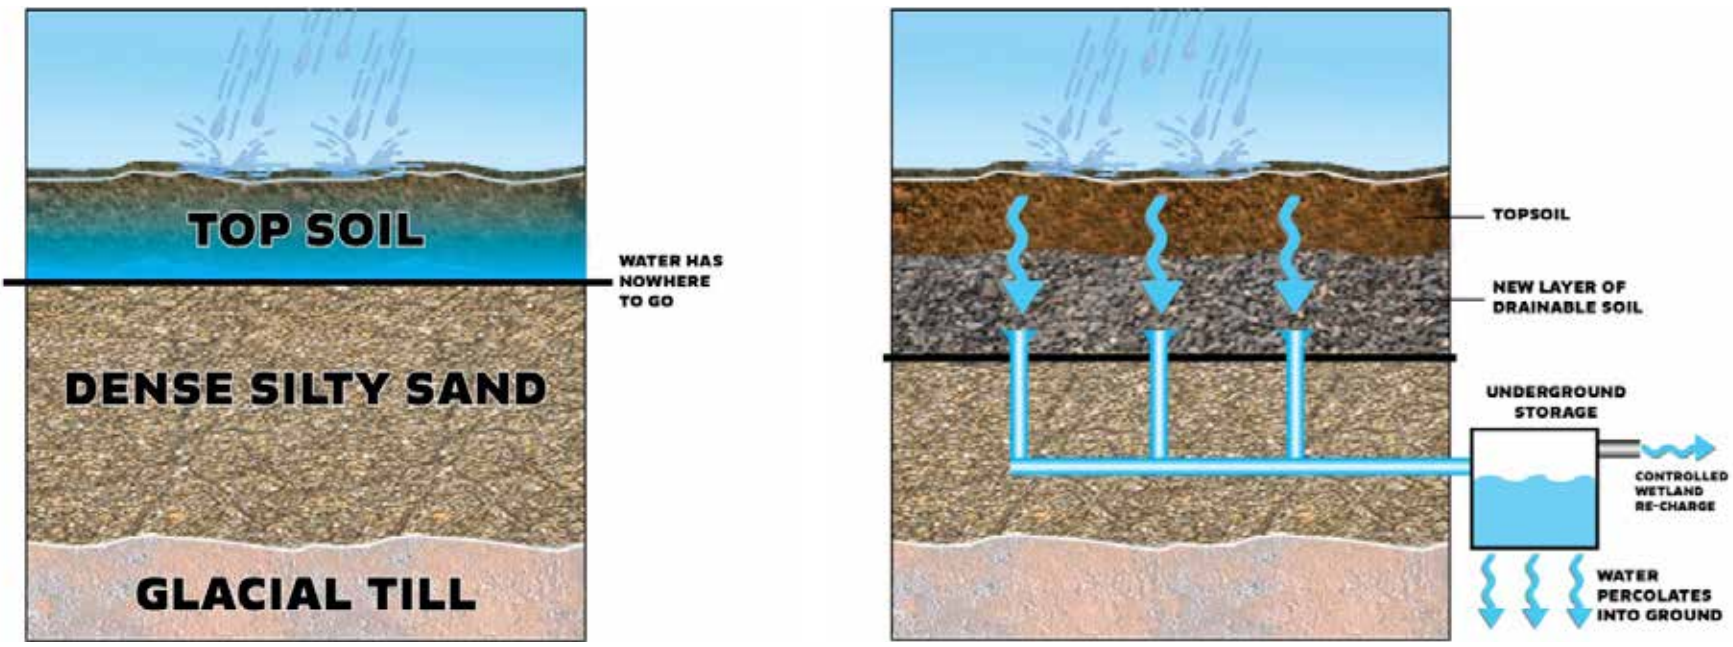 TOP SOIL
WATER HAS
NOWHERE
TO GO
DENSE SILTY SAND
GLACIAL TILL
TOPSOIL
NEW LAYER OF
DRAINABLE SOIL
UNDERGROUND
STORAGE
CONTROLLED
WETLAND
RE-CHARGE
WATER
PERCOLATES
INTO GROUND